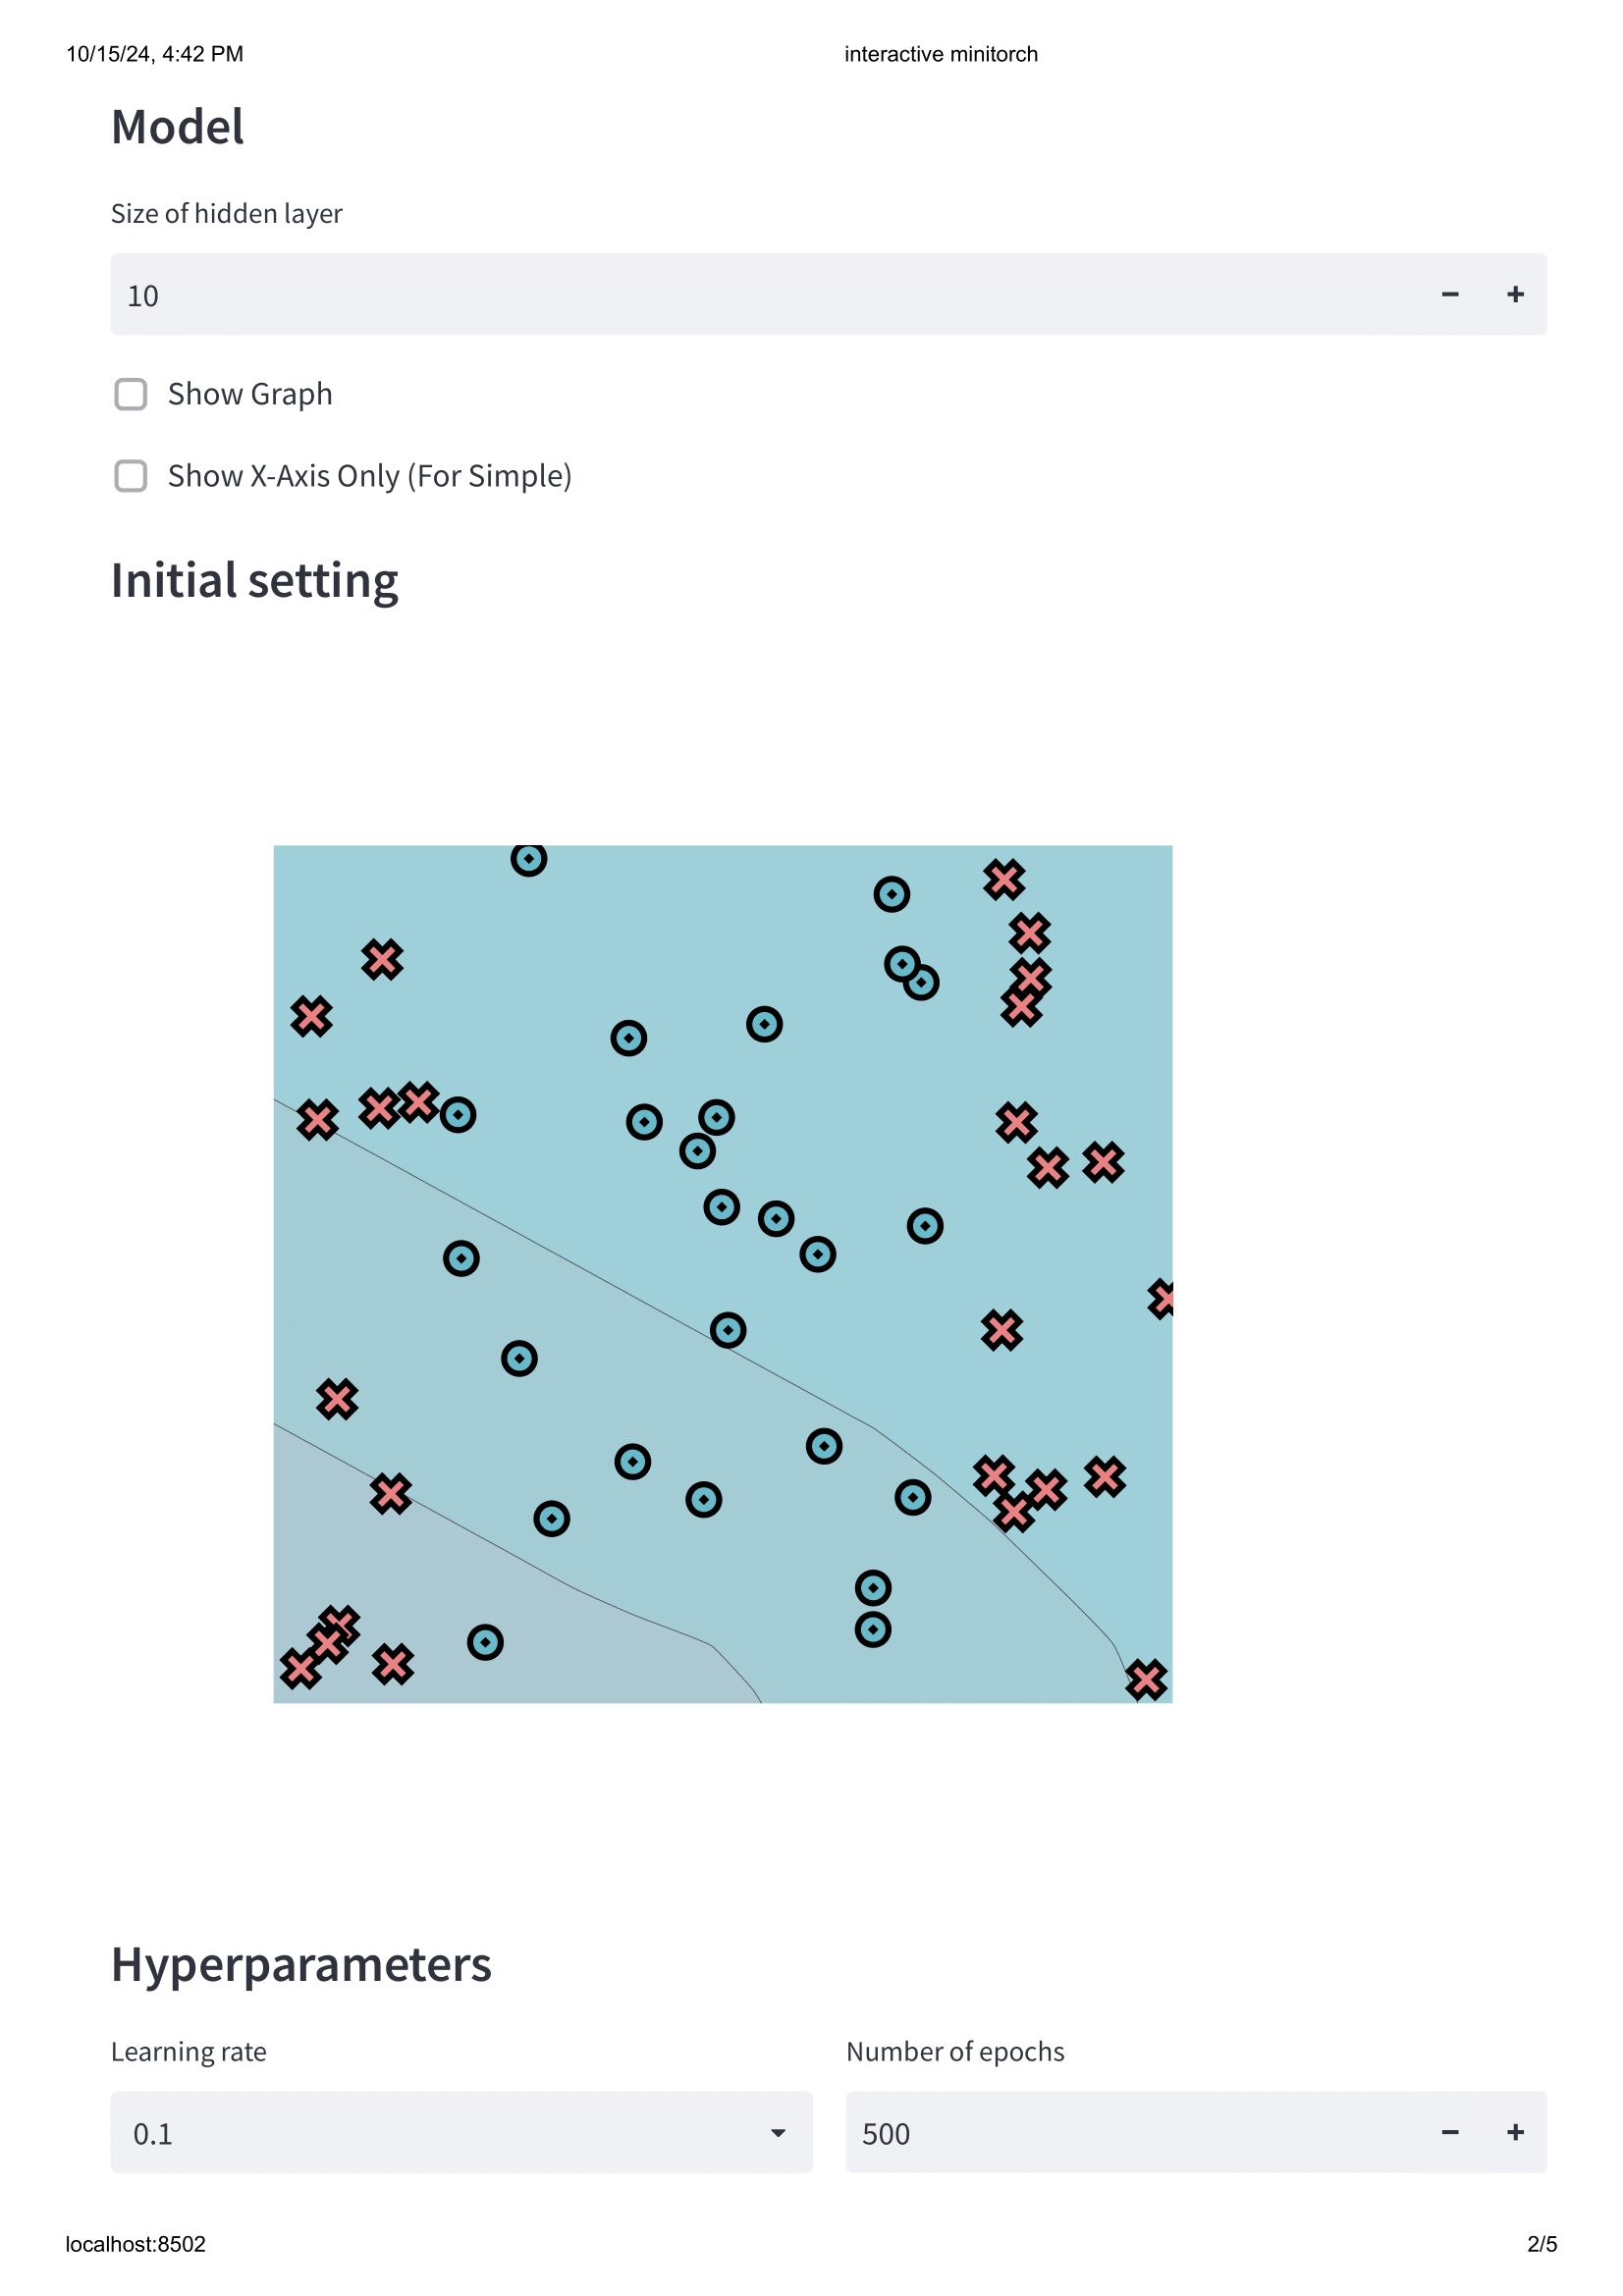 10/15/24, 4:42 PM interactive minitorch
Model
Size of hidden layer
10
Show Graph
Show X-Axis Only (For Simple)
Initial setting
Hyperparameters
Learning rate Number of epochs
0.1 500
localhost:8502 2/5